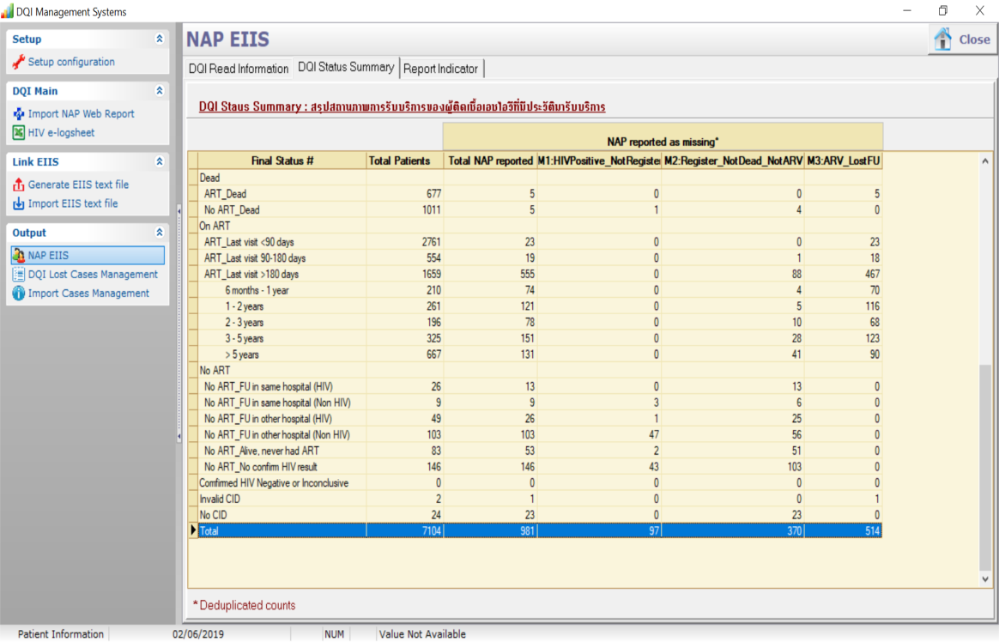 DQI Management Systems
Setup
Setup configuration
DQI Main
Import NAP Web Report
HIV e-logsheet
Link EIIS
Generate EIIS text file
Import EIIS text file
Output
NAP EIIS
DQI Lost Cases Management
Import Cases Management
NAP EIIS
Close
DQI Read Information DQI Status Summary Report Indicator
DQI Staus Summary : สรุปสถานภาพการรับบริการของผู้ติดเชื้อเอชไอวีที่มีประวัติมารับบริการ
NAP reported as missing*
Final Status # Total Patients Total NAP reported M1:HIVPositive_NotRegister M2:Register_NotDead_NotARV M3:ARV_LostFU
Dead
ART_Dead 677 5 0 0 5
No ART_Dead 1011 5 1 4 0
On ART
ART_Last visit <90 days 2761 23 0 0 23
ART_Last visit 90-180 days 554 19 0 1 18
ART_Last visit >180 days 1659 555 0 88 467
6 months - 1 year 210 74 0 4 70
1 - 2 years 261 121 0 5 116
2 - 3 years 196 78 0 10 68
3 - 5 years 325 151 0 28 123
> 5 years 667 131 0 41 90
No ART
No ART_FU in same hospital (HIV) 26 13 0 13 0
No ART_FU in same hospital (Non HIV) 9 9 3 6 0
No ART_FU in other hospital (HIV) 49 26 1 25 0
No ART_FU in other hospital (Non HIV) 103 103 47 56 0
No ART_Alive, never had ART 83 53 2 51 0
No ART_No confirm HIV result 146 146 43 103 0
Comfirmed HIV Negative or Inconclusive 0 0 0 0 0
Invalid CID 2 1 0 0 1
No CID 24 23 0 23 0
Total 7104 981 97 370 514
* Deduplicated counts
Patient Information 02/06/2019 NUM Value Not Available